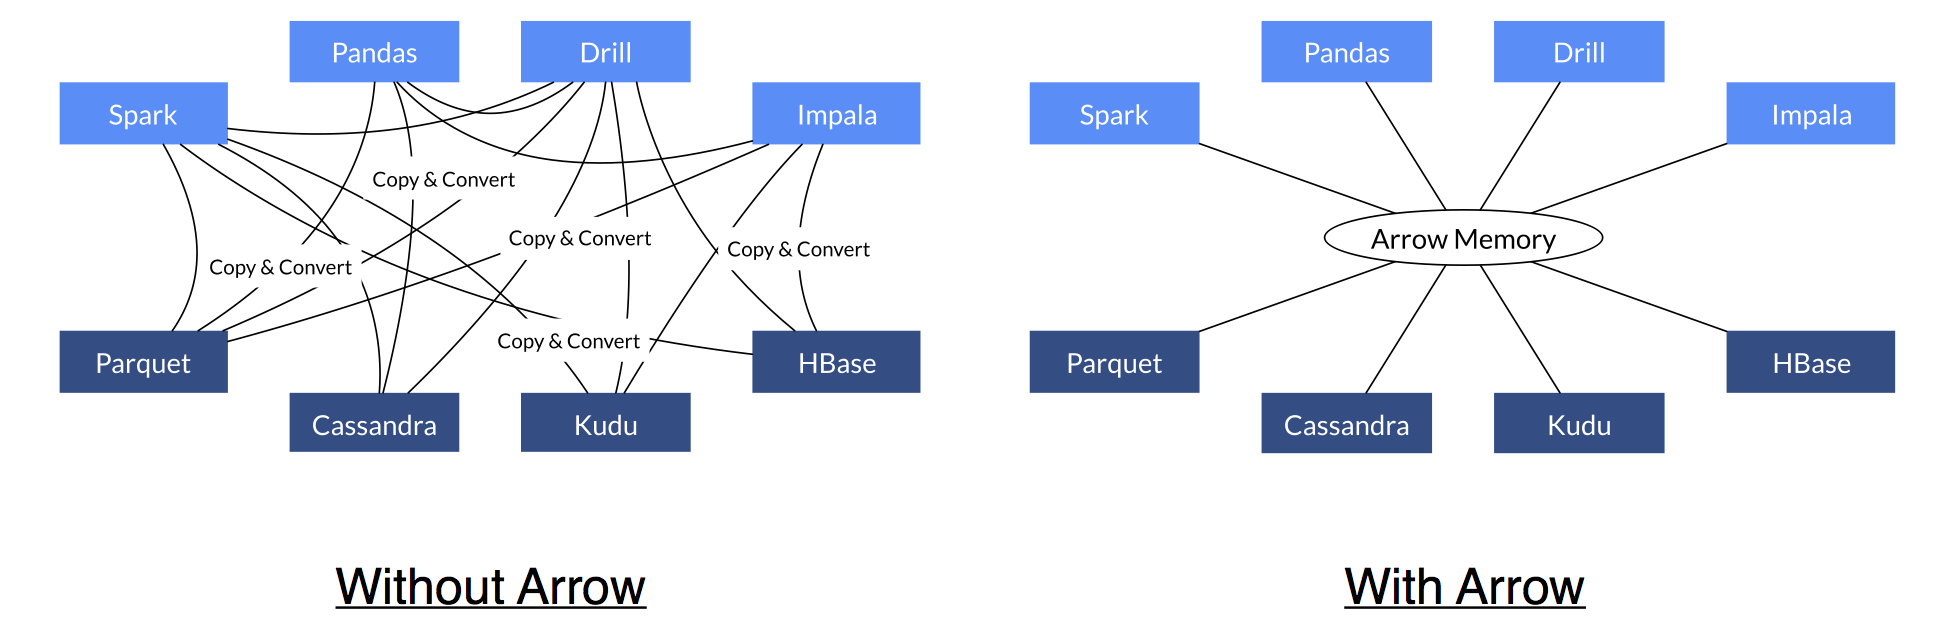 Pandas
Drill
Spark
Impala
Copy & Convert
Copy & Convert
Copy & Convert
Copy & Convert
Copy & Convert
Parquet
HBase
Cassandra
Kudu
Without Arrow
Pandas
Drill
Spark
Impala
Arrow Memory
Parquet
HBase
Cassandra
Kudu
With Arrow